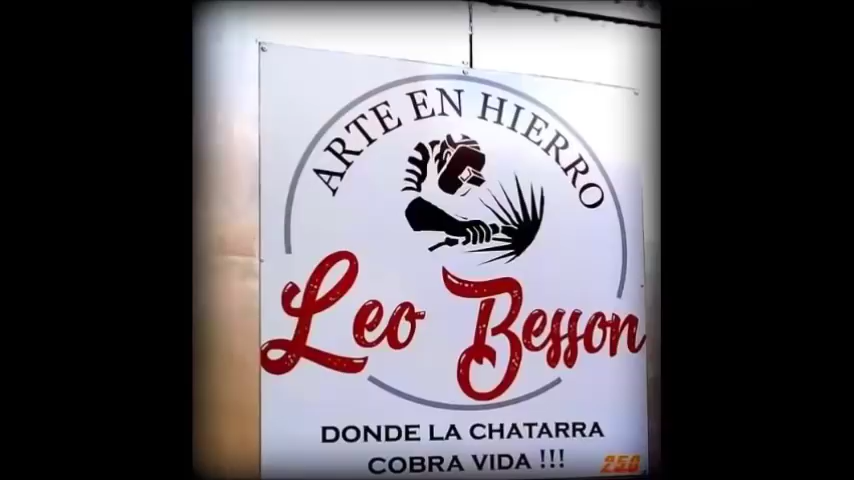 ARTE EN HIERRO
Leo Besson
DONDE LA CHATARRA
COBRA VIDA !!!
250